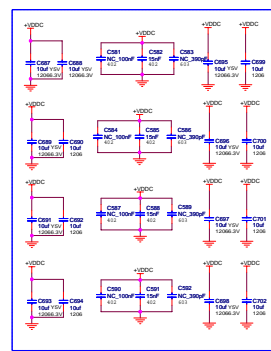 +VDDC +VDDC +VDDC +VDDC
C687 10uf Y5V 12066.3V
C688 10uf Y5V 12066.3V
C581 NC_100nF 402
C582 15nF 402
C583 NC_390pF 603
C695 10uf Y5V 12066.3V
C699 10uf 1206
+VDDC +VDDC +VDDC +VDDC
C689 10uf Y5V 12066.3V
C690 10uf 1206
C584 NC_100nF 402
C585 15nF 402
C586 NC_390pF 603
C696 10uf Y5V 12066.3V
C700 10uf 1206
+VDDC +VDDC +VDDC +VDDC
C691 10uf Y5V 12066.3V
C692 10uf 1206
C587 NC_100nF 402
C588 15nF 402
C589 NC_390pF 603
C697 10uf Y5V 12066.3V
C701 10uf 1206
+VDDC +VDDC +VDDC +VDDC
C693 10uf Y5V 12066.3V
C694 10uf 1206
C590 NC_100nF 402
C591 15nF 402
C592 NC_390pF 603
C698 10uf Y5V 12066.3V
C702 10uf 1206